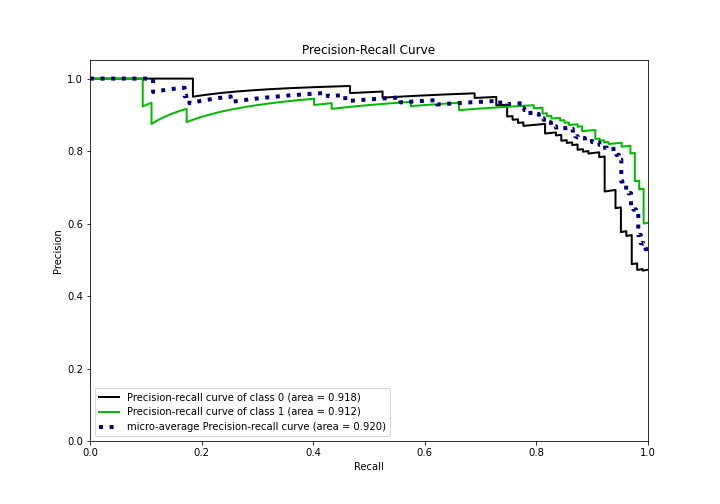 Precision-Recall Curve
Precision
1.0
0.8
0.6
0.4
0.2
0.0
Precision-recall curve of class 0 (area = 0.918)
Precision-recall curve of class 1 (area = 0.912)
micro-average Precision-recall curve (area = 0.920)
0.0 0.2 0.4 0.6 0.8 1.0
Recall